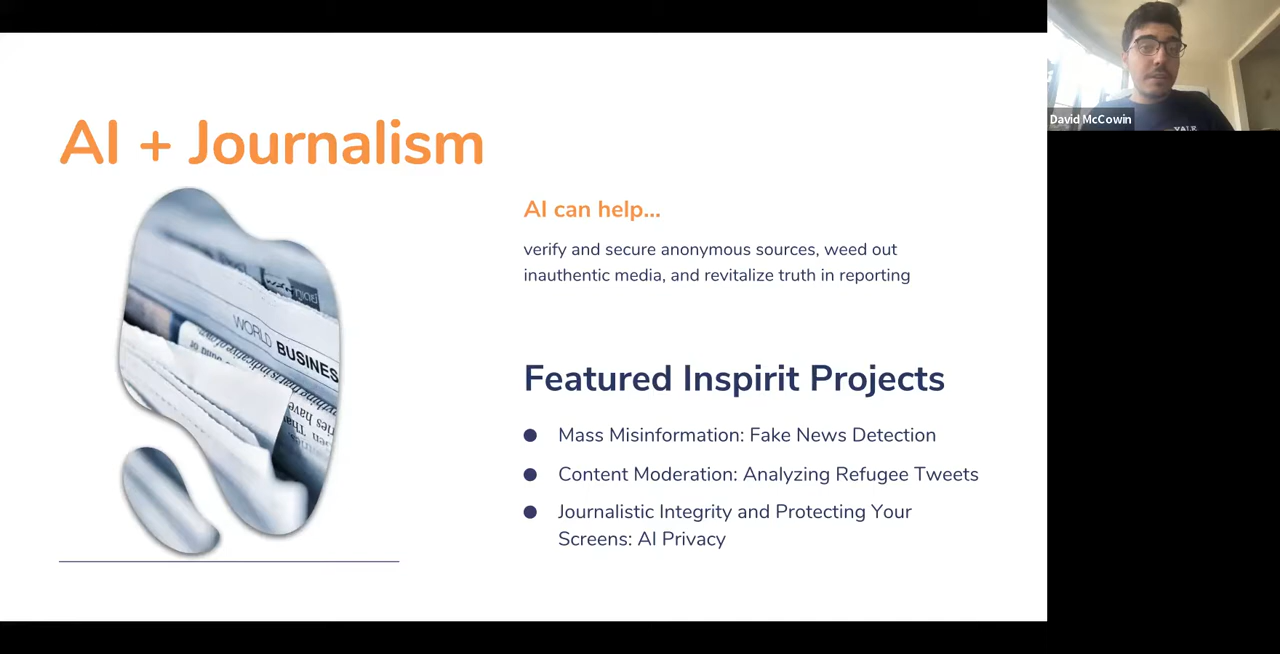 AI + Journalism
AI can help...
verify and secure anonymous sources, weed out
inauthentic media, and revitalize truth in reporting
WORLD BUSINES
Featured Inspirit Projects
● Mass Misinformation: Fake News Detection
● Content Moderation: Analyzing Refugee Tweets
● Journalistic Integrity and Protecting Your
Screens: AI Privacy
David McCowin
YALE